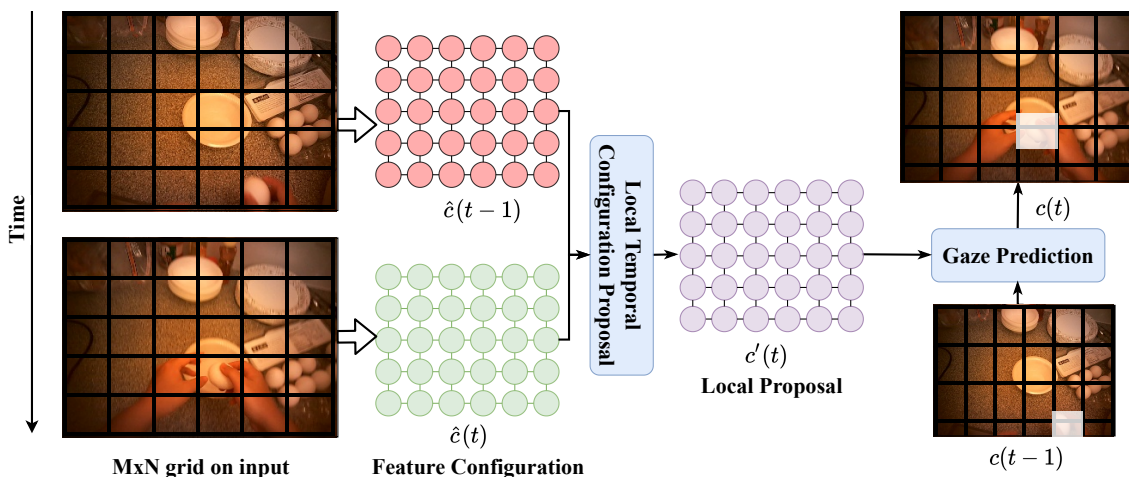 Time
MxN grid on input
ĉ(t − 1)
ĉ(t)
Feature Configuration
Local Temporal
Configuration Proposal
c′(t)
Local Proposal
c(t)
Gaze Prediction
c(t−1)